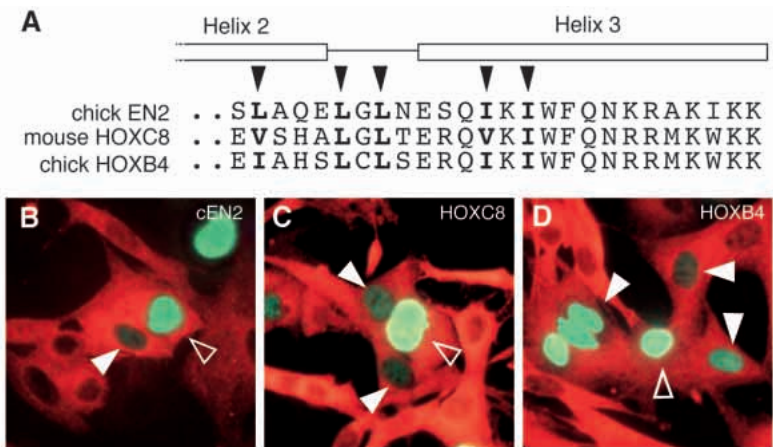 A
Helix 2 Helix 3
chick EN2 ..SLAQELGLNESQIKIWFQNKRAKIKK
mouse HOXC8 ..EVSHALGLTERQVKIWFQNRRMKWKK
chick HOXB4 ..EIAHSLCLSERQIKIWFQNRRMKWKK
B cEN2 C HOXC8 D HOXB4